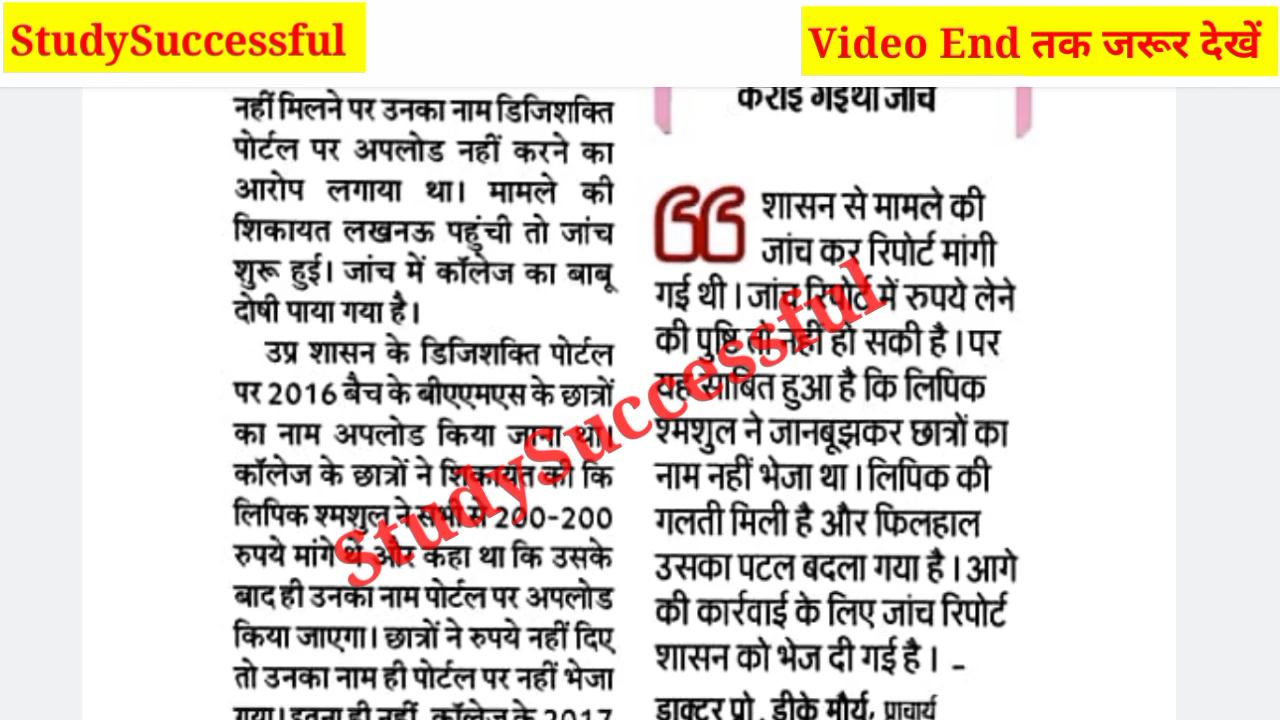 StudySuccessful
Video End तक जरूर देखें
नहीं मिलने पर उनका नाम डिजिशक्ति
पोर्टल पर अपलोड नहीं करने का
आरोप लगाया था। मामले की
शिकायत लखनऊ पहुंची तो जांच
शुरू हुई। जांच में कॉलेज का बाबू
दोषी पाया गया है।
उप्र शासन के डिजिशक्ति पोर्टल
पर 2016 बैच के बीएएमएस के छात्रों
का नाम अपलोड किया जाना था।
कॉलेज के छात्रों ने शिकायत की कि
लिपिक श्मशुल ने सभी से 200-200
रुपये मांगे थे और कहा था कि उसके
बाद ही उनका नाम पोर्टल पर अपलोड
किया जाएगा। छात्रों ने रुपये नहीं दिए
तो उनका नाम ही पोर्टल पर नहीं भेजा
गया। इतना ही नहीं, कॉलेज के 2017
कराई गई थी जांच
शासन से मामले की
जांच कर रिपोर्ट मांगी
गई थी। जांच रिपोर्ट में रुपये लेने
की पुष्टि तो नहीं हो सकी है। पर
यह साबित हुआ है कि लिपिक
श्मशुल ने जानबूझकर छात्रों का
नाम नहीं भेजा था। लिपिक की
गलती मिली है और फिलहाल
उसका पटल बदला गया है। आगे
की कार्रवाई के लिए जांच रिपोर्ट
शासन को भेज दी गई है। -
डाक्टर प्रो. डीके मौर्य, प्राचार्य
StudySuccessful